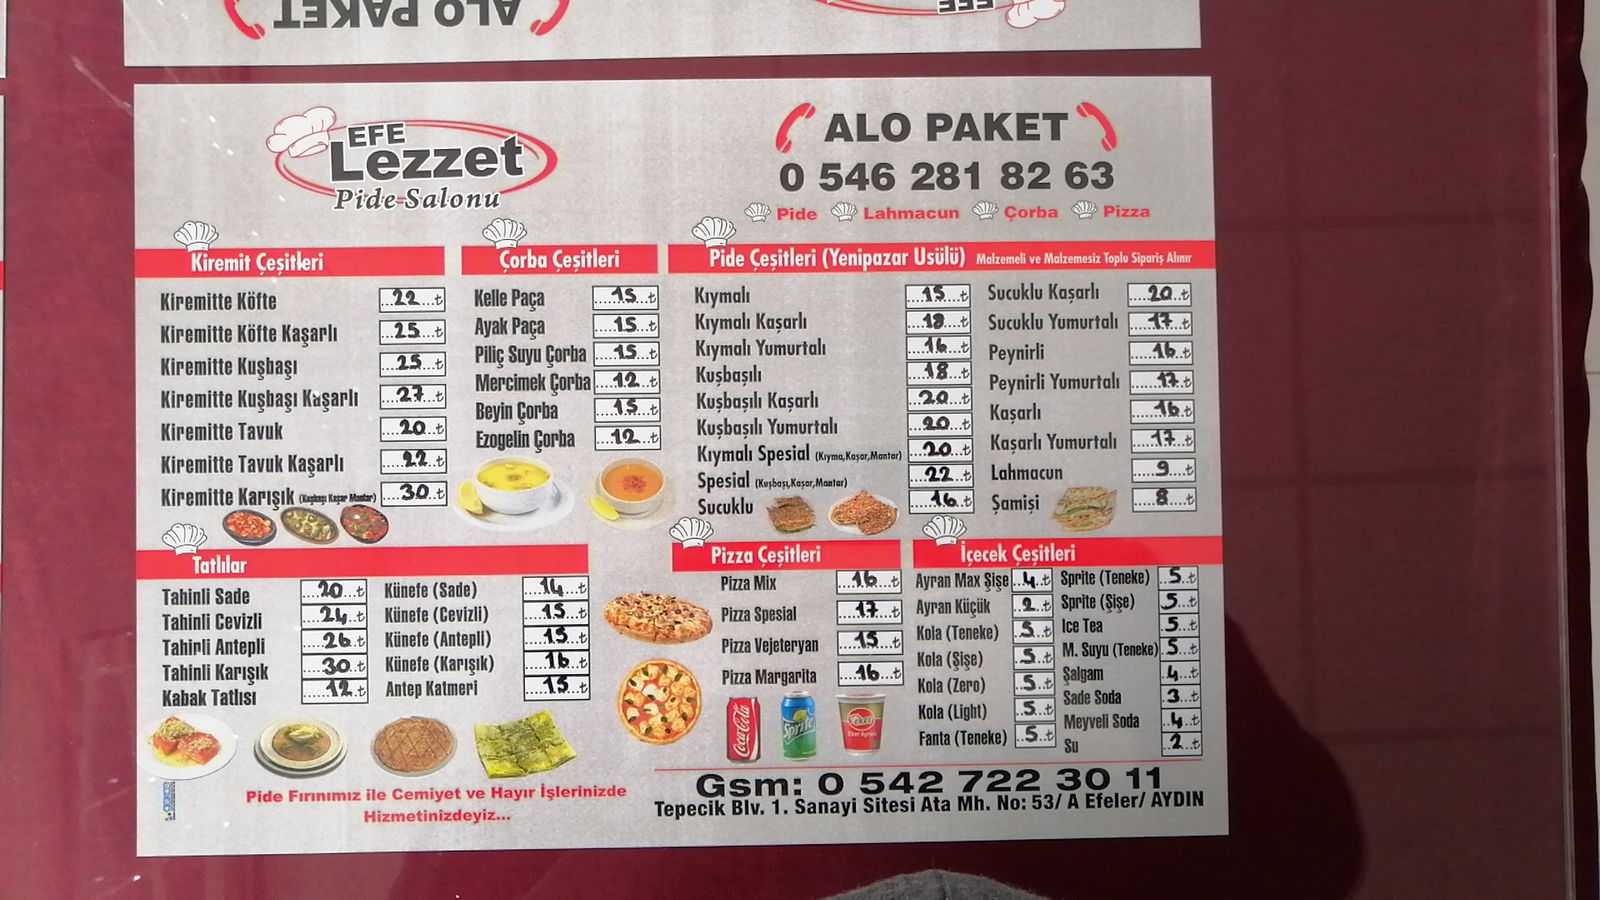 ALO PAKET
EFE
EFE
Lezzet
Pide Salonu
ALO PAKET
0 546 281 82 63
Pide Lahmacun Çorba Pizza
Kiremit Çeşitleri
Kiremitte Köfte 22 ₺
Kiremitte Köfte Kaşarlı 25 ₺
Kiremitte Kuşbaşı 25 ₺
Kiremitte Kuşbaşı Kaşarlı 27 ₺
Kiremitte Tavuk 20 ₺
Kiremitte Tavuk Kaşarlı 22 ₺
Kiremitte Karışık (Kuşbaşı Kaşar Mantar) 30 ₺
Çorba Çeşitleri
Kelle Paça 15 ₺
Ayak Paça 15 ₺
Piliç Suyu Çorba 15 ₺
Mercimek Çorba 12 ₺
Beyin Çorba 15 ₺
Ezogelin Çorba 12 ₺
Pide Çeşitleri (Yenipazar Usülü) Malzemeli ve Malzemesiz Toplu Sipariş Alınır
Kıymalı 15 ₺
Kıymalı Kaşarlı 18 ₺
Kıymalı Yumurtalı 16 ₺
Kuşbaşılı 18 ₺
Kuşbaşılı Kaşarlı 20 ₺
Kuşbaşılı Yumurtalı 20 ₺
Kıymalı Spesial (Kıyma,Kaşar,Mantar) 20 ₺
Spesial (Kuşbaşı,Kaşar,Mantar) 22 ₺
Sucuklu 16 ₺
Sucuklu Kaşarlı 20 ₺
Sucuklu Yumurtalı 17 ₺
Peynirli 16 ₺
Peynirli Yumurtalı 17 ₺
Kaşarlı 16 ₺
Kaşarlı Yumurtalı 17 ₺
Lahmacun 9 ₺
Şamişi 8 ₺
Tatlılar
Tahinli Sade 20 ₺
Tahinli Cevizli 24 ₺
Tahirli Antepli 26 ₺
Tahinli Karışık 30 ₺
Kabak Tatlısı 12 ₺
Künefe (Sade) 14 ₺
Künefe (Cevizli) 15 ₺
Künefe (Antepli) 15 ₺
Künefe (Karışık) 16 ₺
Antep Katmeri 15 ₺
Pizza Çeşitleri
Pizza Mix 16 ₺
Pizza Spesial 17 ₺
Pizza Vejeteryan 15 ₺
Pizza Margarita 16 ₺
İçecek Çeşitleri
Ayran Max Şişe 4 ₺
Ayran Küçük 2 ₺
Kola (Teneke) 5 ₺
Kola (Şişe) 5 ₺
Kola (Zero) 5 ₺
Kola (Light) 5 ₺
Fanta (Teneke) 5 ₺
Sprite (Teneke) 5 ₺
Sprite (Şişe) 5 ₺
Ice Tea 5 ₺
M. Suyu (Teneke) 5 ₺
Şalgam 4 ₺
Sade Soda 3 ₺
Meyveli Soda 4 ₺
Su 2 ₺
Coca-Cola
Sprite
Eker
Eker Ayran
Pide Fırınımız ile Cemiyet ve Hayır İşlerinizde
Hizmetinizdeyiz...
Gsm: 0 542 722 30 11
Tepecik Blv. 1. Sanayi Sitesi Ata Mh. No: 53/ A Efeler/ AYDIN